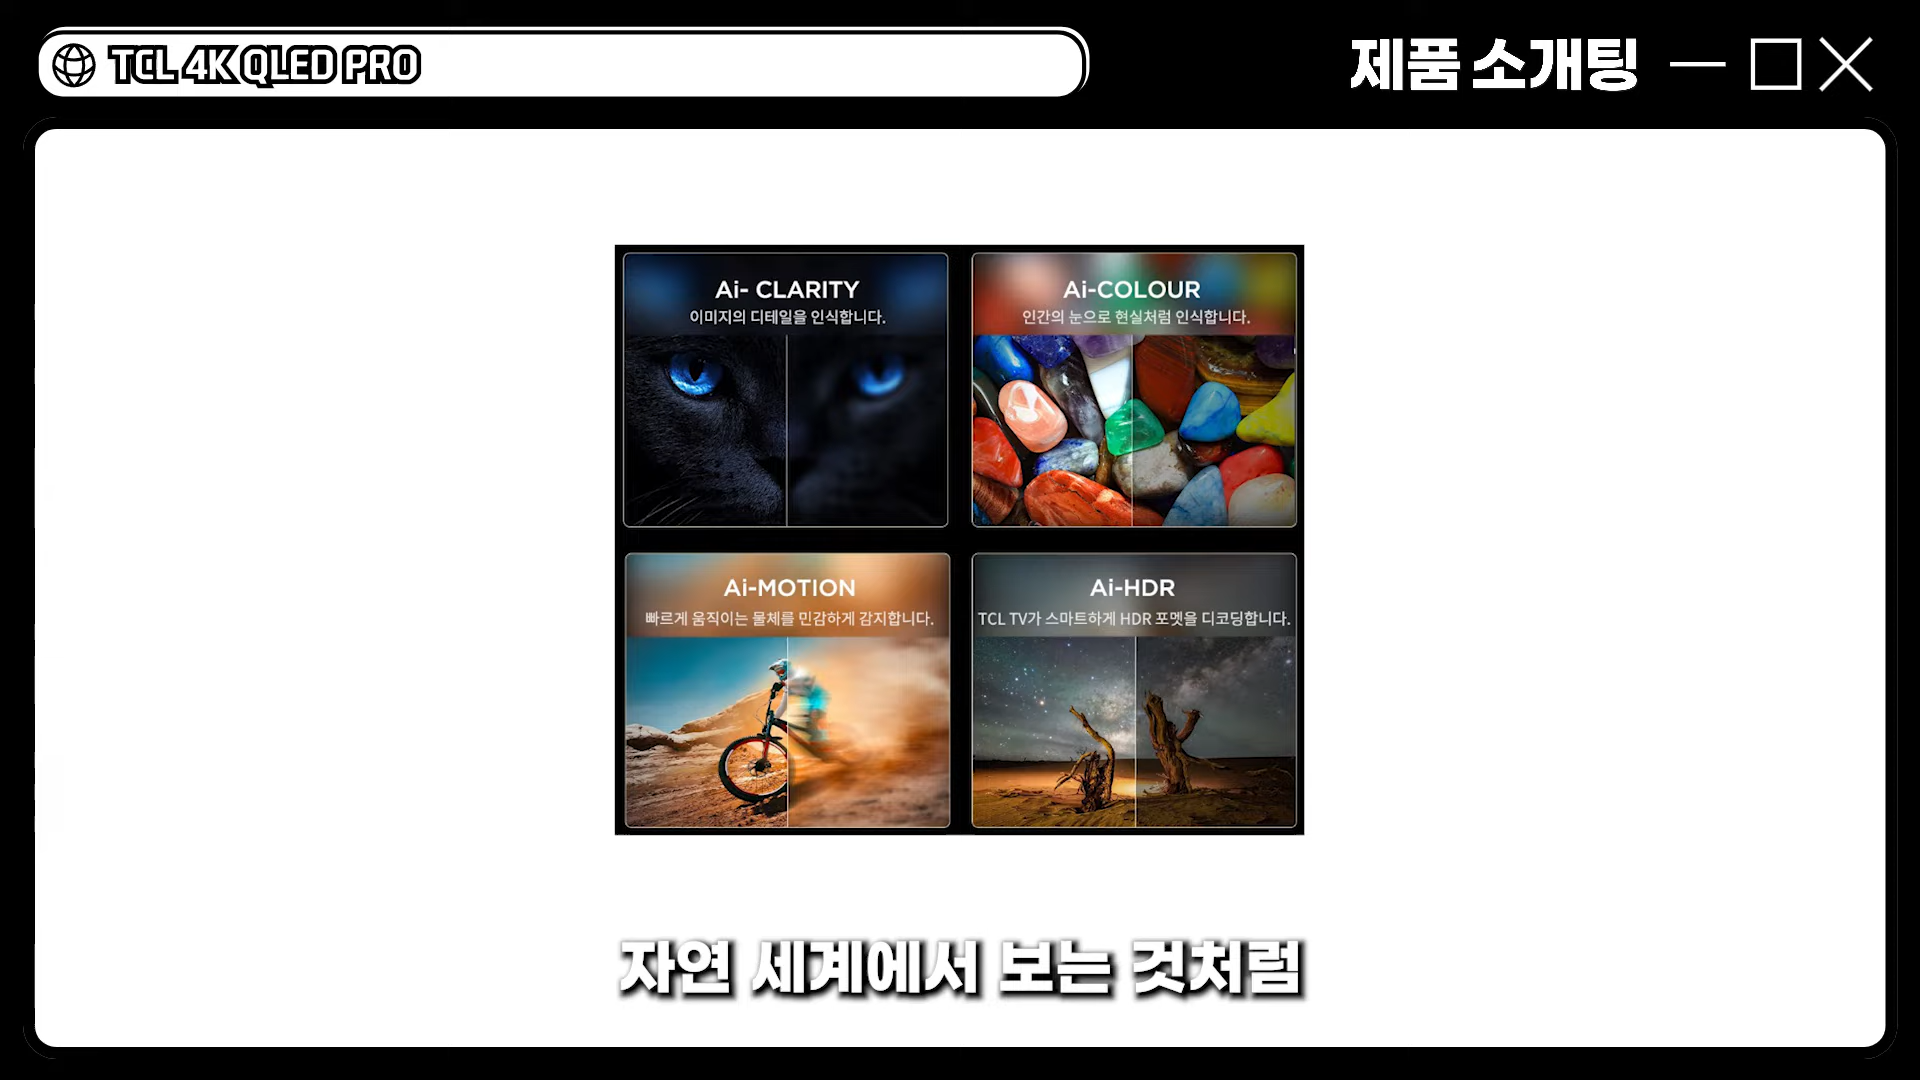 TCL 4K QLED PRO
제품 소개팅
Ai- CLARITY
이미지의 디테일을 인식합니다.
Ai-COLOUR
인간의 눈으로 현실처럼 인식합니다.
Ai-MOTION
빠르게 움직이는 물체를 민감하게 감지합니다.
Ai-HDR
TCL TV가 스마트하게 HDR 포멧을 디코딩합니다.
자연 세계에서 보는 것처럼